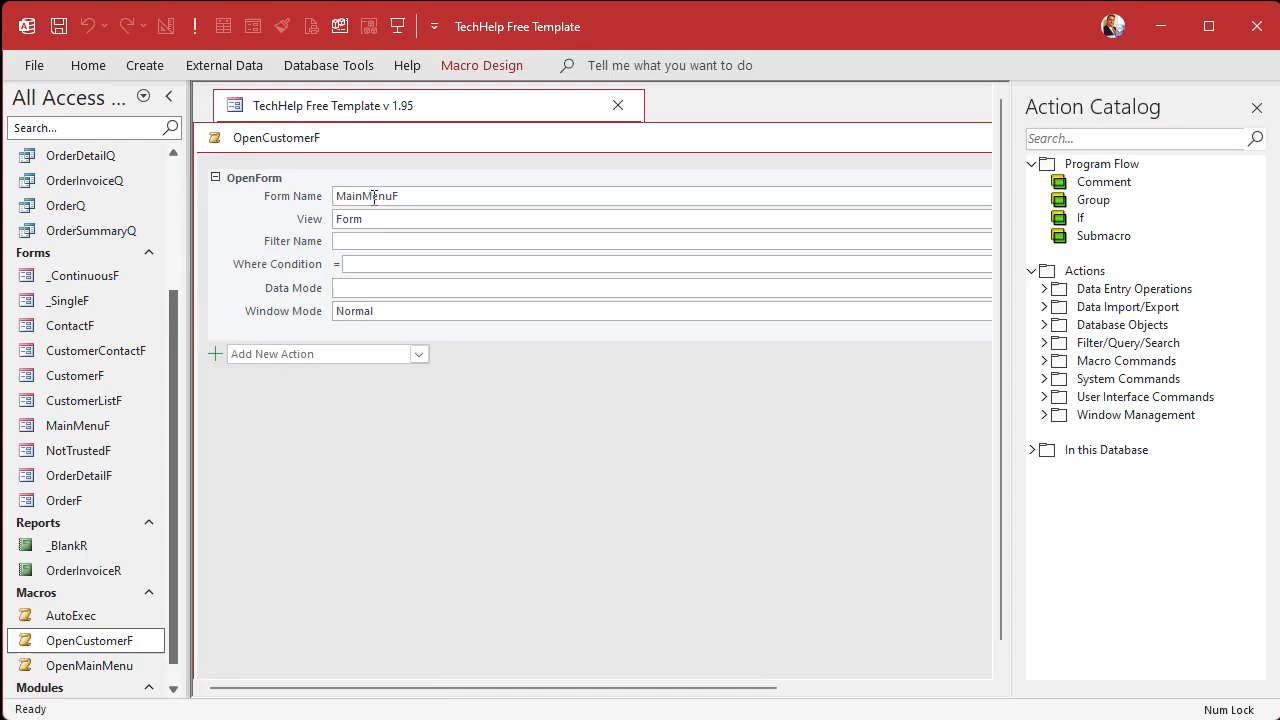 TechHelp Free Template
File Home Create External Data Database Tools Help Macro Design Tell me what you want to do
All Access ...
Search...
OrderDetailQ
OrderInvoiceQ
OrderQ
OrderSummaryQ
Forms
_ContinuousF
_SingleF
ContactF
CustomerContactF
CustomerF
CustomerListF
MainMenuF
NotTrustedF
OrderDetailF
OrderF
Reports
_BlankR
OrderInvoiceR
Macros
AutoExec
OpenCustomerF
OpenMainMenu
Modules
TechHelp Free Template v 1.95
OpenCustomerF
OpenForm
Form Name MainMenuF
View Form
Filter Name
Where Condition =
Data Mode
Window Mode Normal
Add New Action
Action Catalog
Search...
Program Flow
Comment
Group
If
Submacro
Actions
Data Entry Operations
Data Import/Export
Database Objects
Filter/Query/Search
Macro Commands
System Commands
User Interface Commands
Window Management
In this Database
Ready
Num Lock